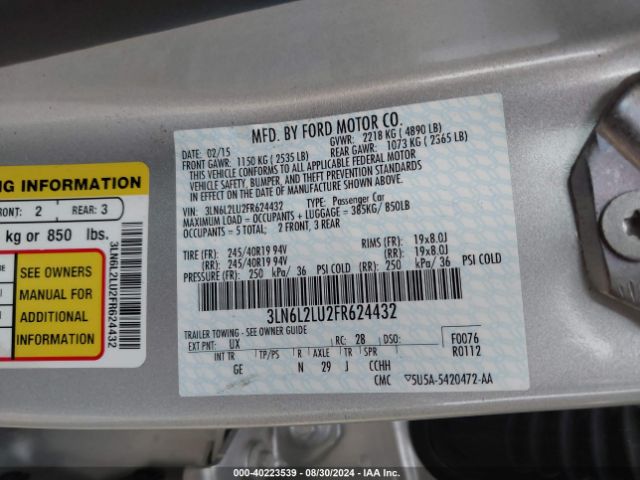 MFD. BY FORD MOTOR CO.
DATE: 02/15 GVWR: 2218 KG ( 4890 LB)
FRONT GAWR: 1150 KG ( 2535 LB) REAR GAWR: 1073 KG ( 2365 LB)
THIS VEHICLE CONFORMS TO ALL APPLICABLE FEDERAL MOTOR
VEHICLE SAFETY, BUMPER, AND THEFT PREVENTION STANDARDS
IN EFFECT ON THE DATE OF MANUFACTURE SHOWN ABOVE.
VIN: 3LN6L2LU2FR624432 TYPE: Passenger Car
MAXIMUM LOAD = OCCUPANTS + LUGGAGE = 385KG/ 850LB
OCCUPANTS = 5 TOTAL: 2 FRONT, 3 REAR
TIRE (FR): 245/40R19 94V RIMS (FR): 19x8.0J
(RR): 245/40R19 94V (RR): 19x8.0J
PRESSURE (FR): 250 kPa/ 36 PSI COLD (RR): 250 kPa/ 36 PSI COLD
3LN6L2LU2FR624432
TRAILER TOWING - SEE OWNER GUIDE
EXT PNT: UX RC: 28 DSO: F0076
R0112
INT TR TP/PS R AXLE TR SPR
GE N 29 J CCHH
CMC 5U5A-5420472-AA
NG INFORMATION
FRONT: 2 REAR: 3
kg or 850 lbs.
SEE OWNERS
MANUAL FOR
ADDITIONAL
INFORMATION
3LN6L2LU2FR624432
000-40223539 - 08/30/2024 - IAA Inc.